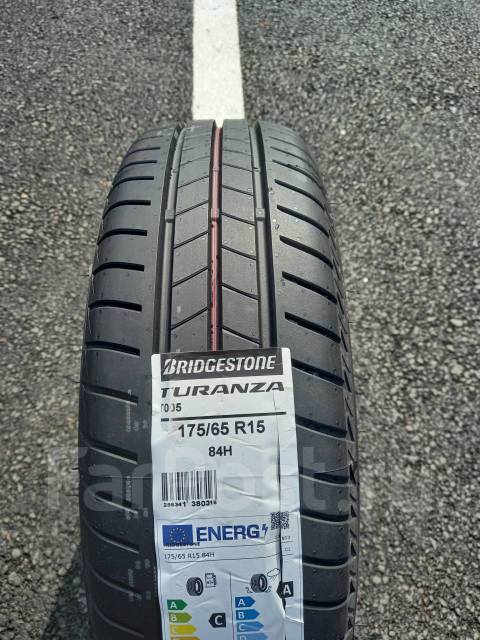 BRIDGESTONE
TURANZA
T005
175/65 R15
84H
ENERG
175/65 R15 84H
A
B
C
A
B
A
C